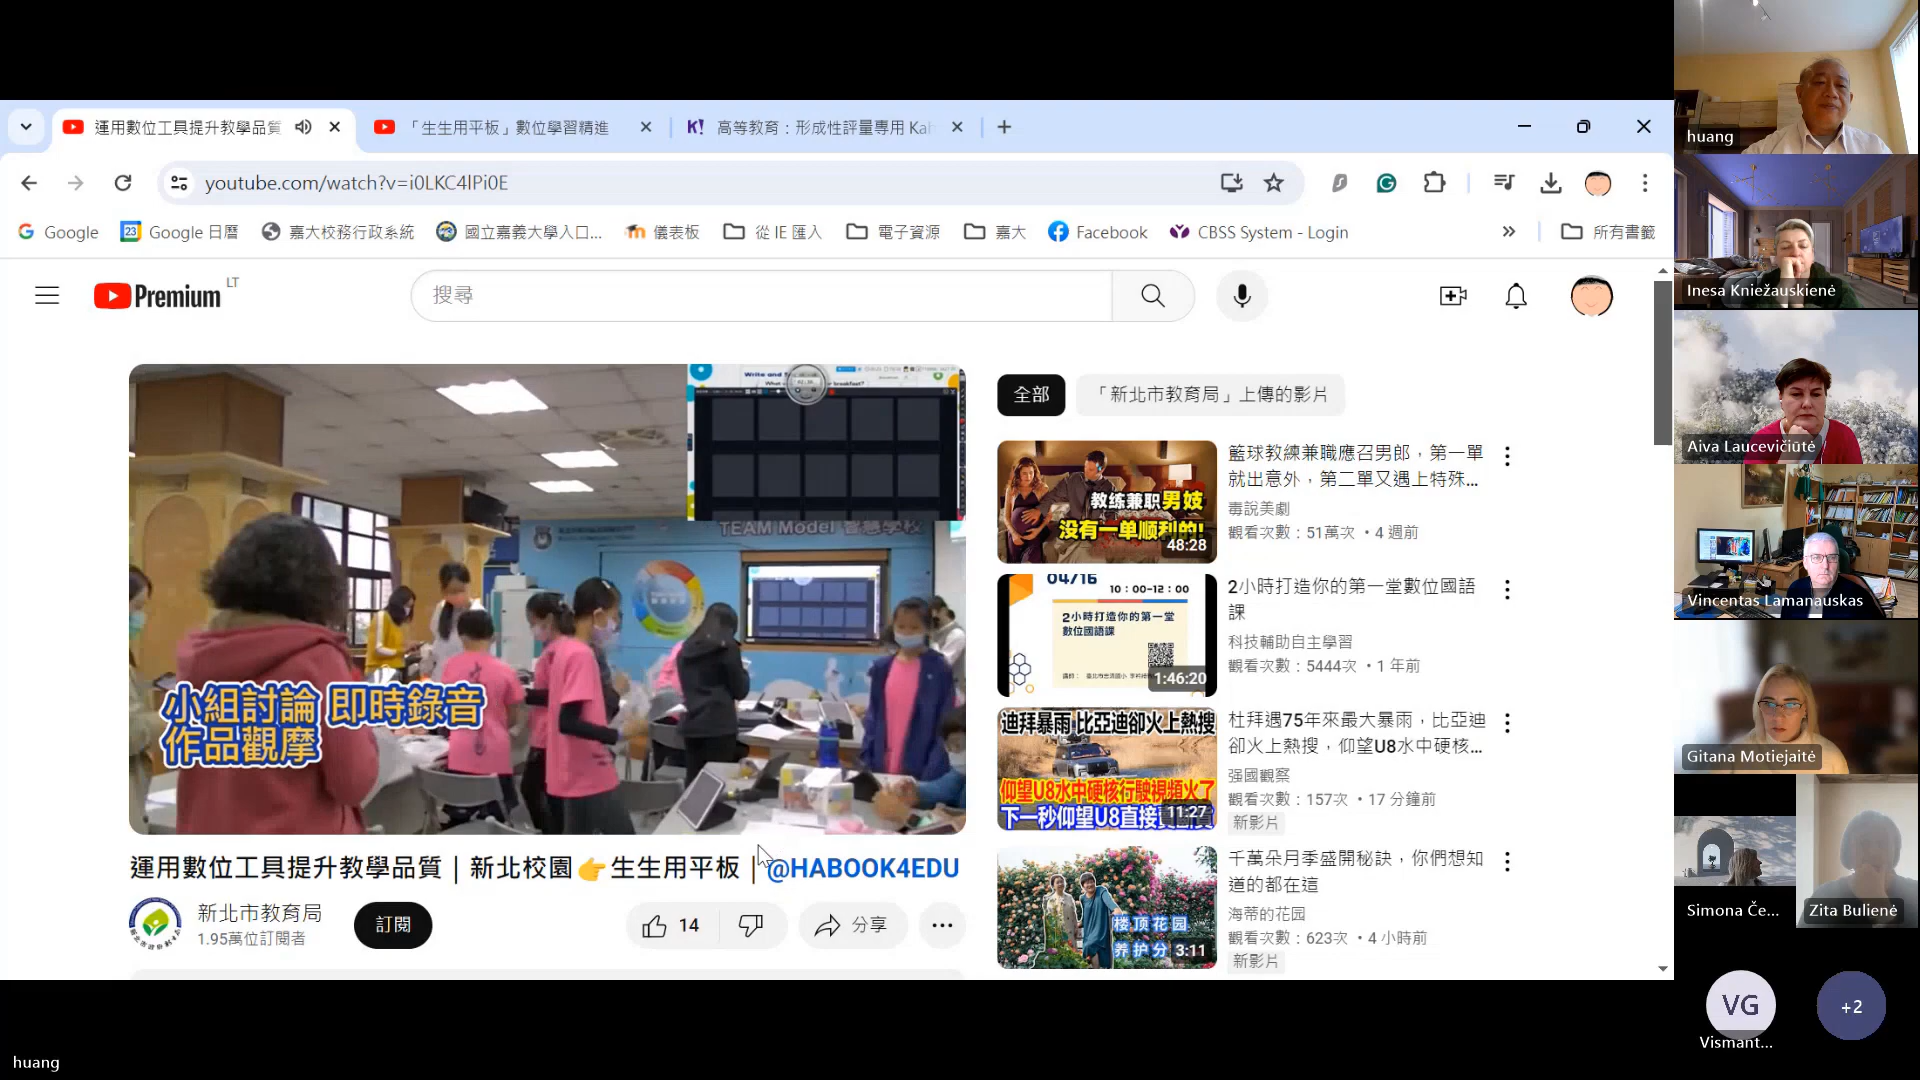 運用數位工具提升教學品質
「生生用平板」數位學習精進
高等教育：形成性評量專用 Kah
youtube.com/watch?v=i0LKC4lPi0E
Google
Google 日曆
嘉大校務行政系統
國立嘉義大學入口...
儀表板
從 IE 匯入
電子資源
嘉大
Facebook
CBSS System - Login
所有書籤
Premium
LT
搜尋
TEAM Model 智慧學校
小組討論 即時錄音
作品觀摩
運用數位工具提升教學品質｜新北校園👉生生用平板｜@HABOOK4EDU
新北市教育局
1.95萬位訂閱者
訂閱
14
分享
全部
「新北市教育局」上傳的影片
教练兼职男妓
没有一单顺利的!
48:28
籃球教練兼職應召男郎，第一單
就出意外，第二單又遇上特殊...
毒說美劇
觀看次數：51萬次 • 4 週前
04/16
10：00-12：00
2小時打造你的第一堂
數位國語課
1:46:20
2小時打造你的第一堂數位國語
課
科技輔助自主學習
觀看次數：5444次 • 1 年前
迪拜暴雨 比亞迪卻火上熱搜
仰望U8水中硬核行駛視頻火了
下一秒仰望U8直接
11:27
杜拜遇75年來最大暴雨，比亞迪
卻火上熱搜，仰望U8水中硬核...
强國觀察
觀看次數：157次 • 17 分鐘前
新影片
楼顶花园
养护分
3:11
千萬朵月季盛開秘訣，你們想知
道的都在這
海蒂的花园
觀看次數：623次 • 4 小時前
新影片
huang
Inesa Kniežauskienė
Aiva Laucevičiūtė
Vincentas Lamanauskas
Gitana Motiejaitė
Simona Če...
Zita Bulienė
VG
Vismant...
+2
huang